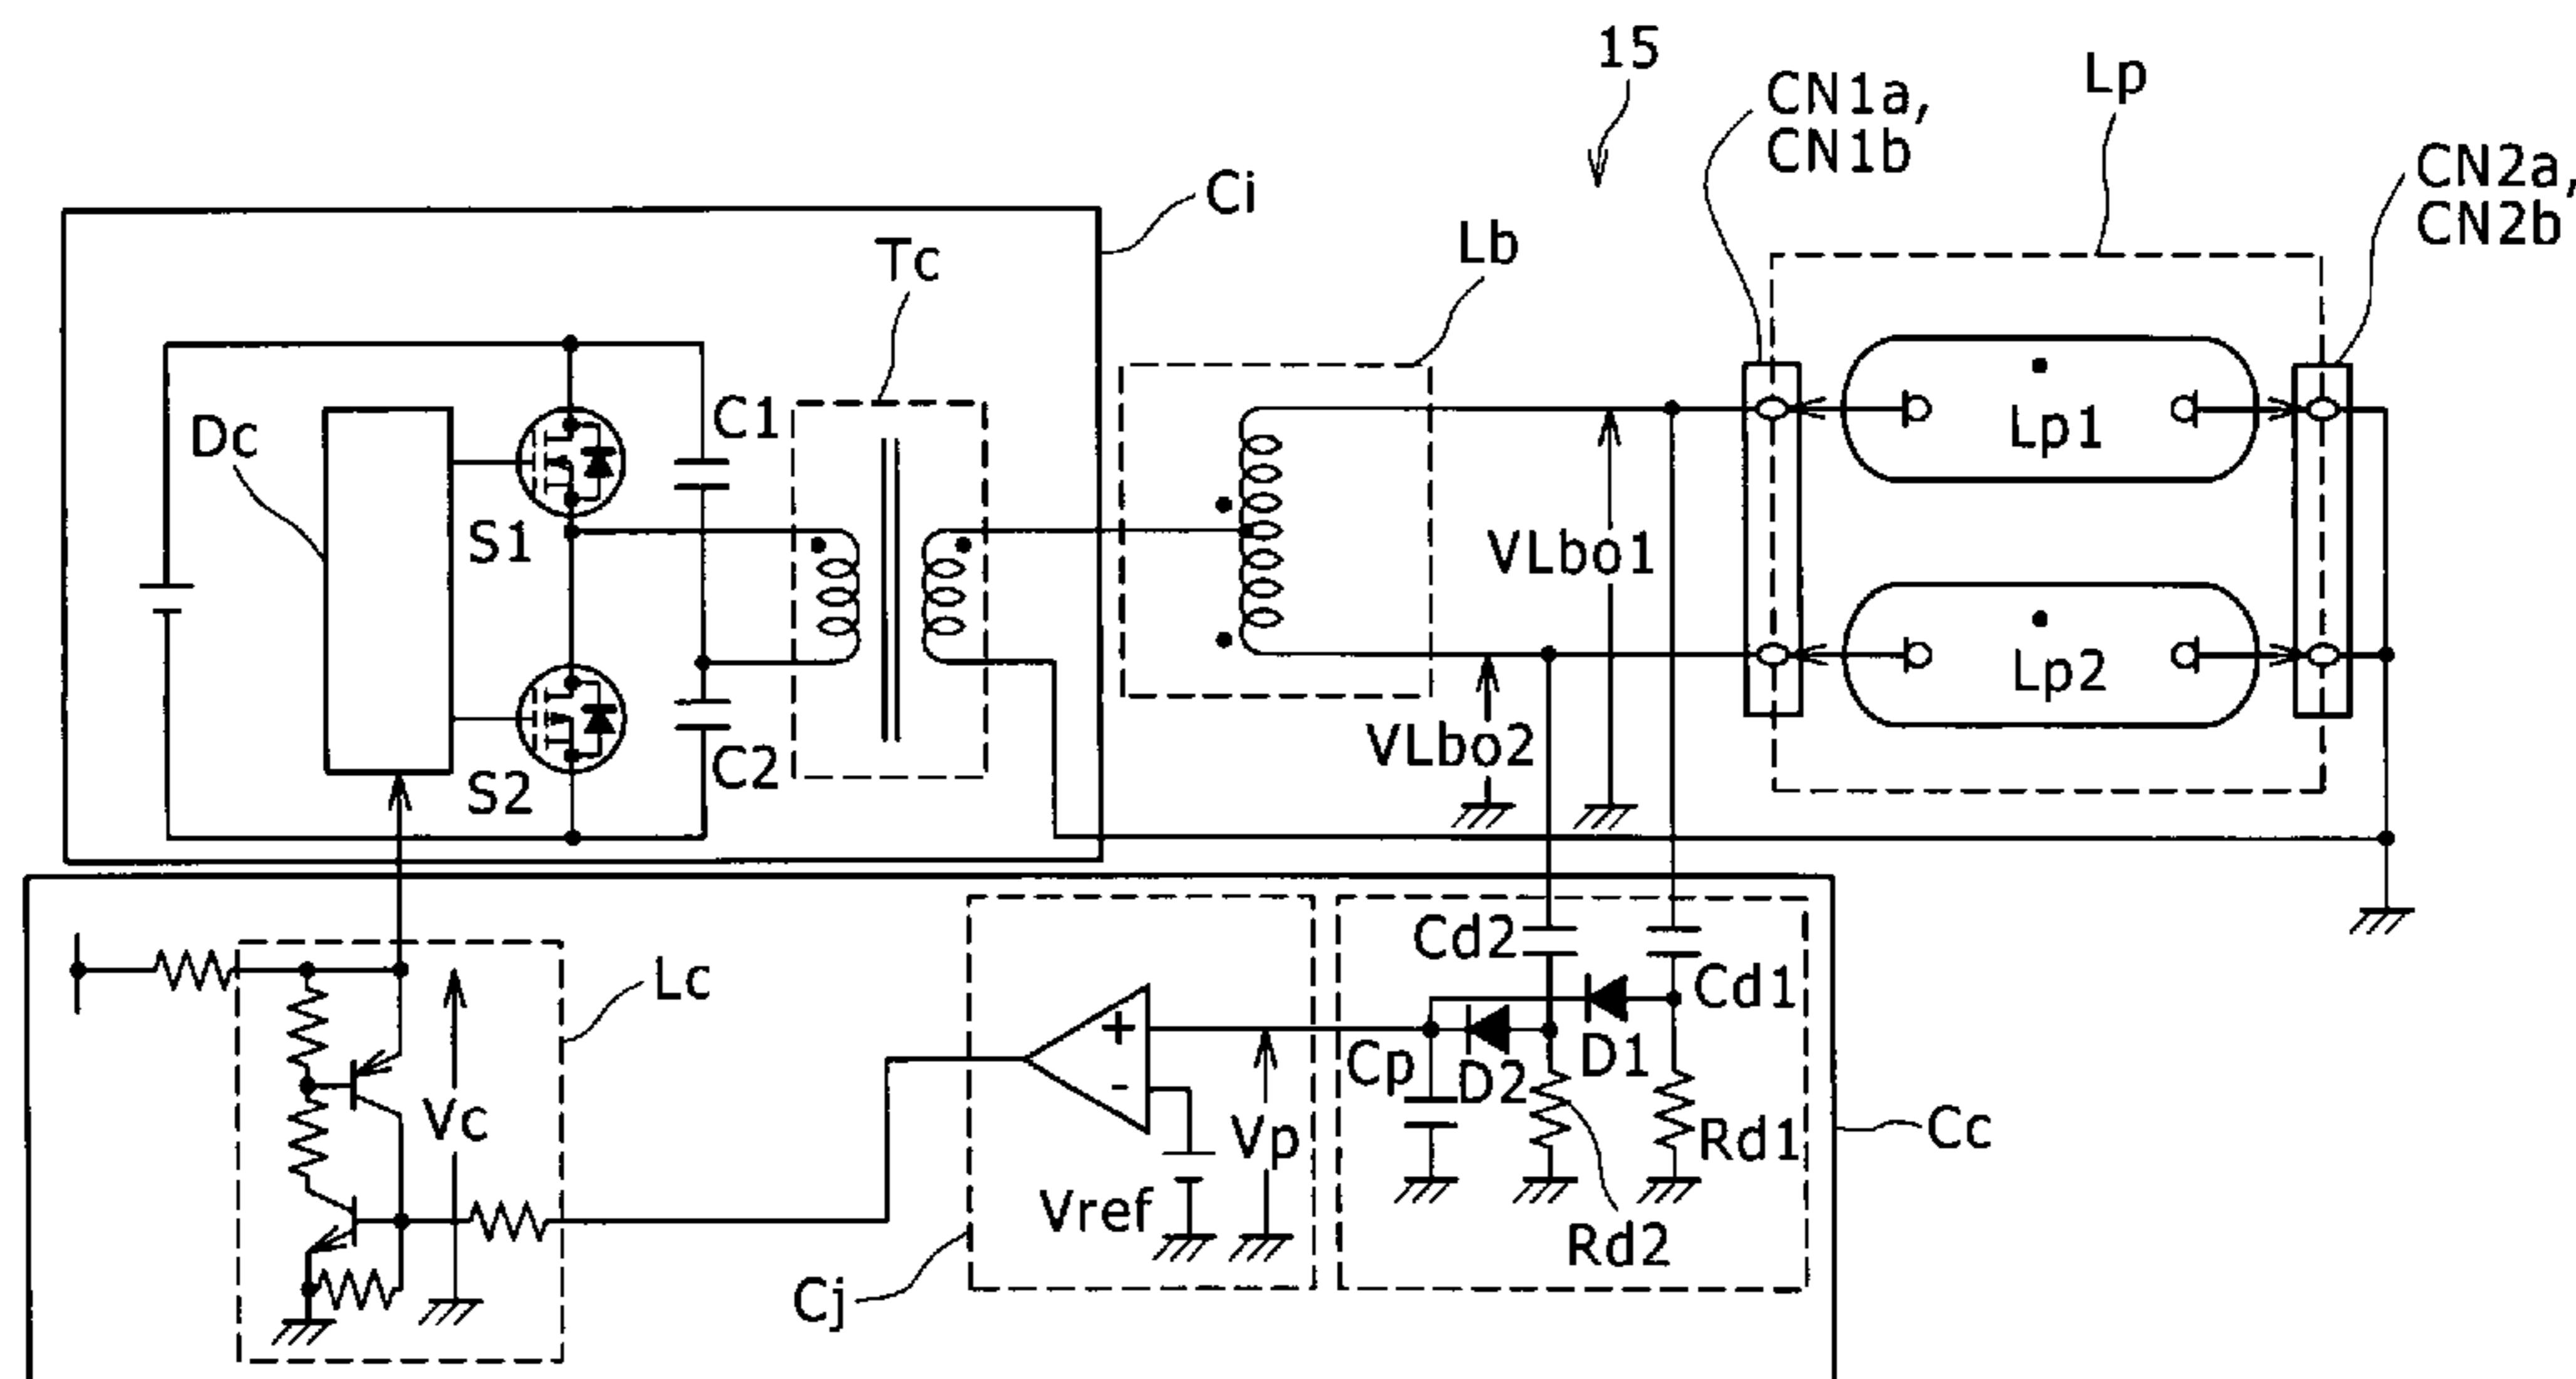 15
CN1a,
CN1b
Lp
CN2a,
CN2b
Ci
Tc
Lb
Dc
C1
S1
S2
C2
VLbo1
VLbo2
Lp1
Lp2
Lc
Vc
Cd2
Cd1
+
-
Cp
D2
D1
Vp
Vref
Rd1
Rd2
Cc
Cj